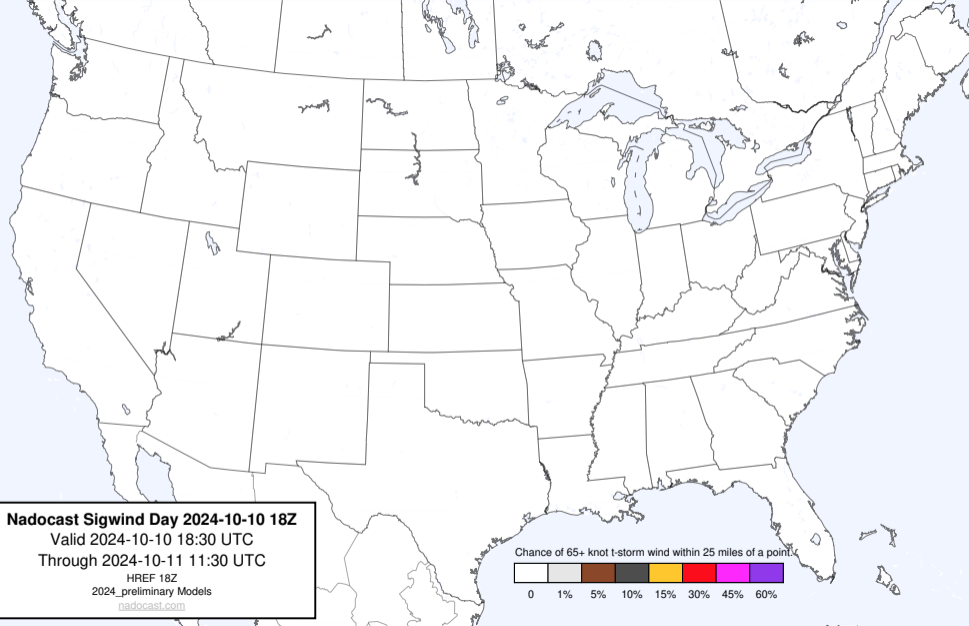 Nadocast Sigwind Day 2024-10-10 18Z
Valid 2024-10-10 18:30 UTC
Through 2024-10-11 11:30 UTC
HREF 18Z
2024_preliminary Models
nadocast.com
Chance of 65+ knot t-storm wind within 25 miles of a point.
0 1% 5% 10% 15% 30% 45% 60%